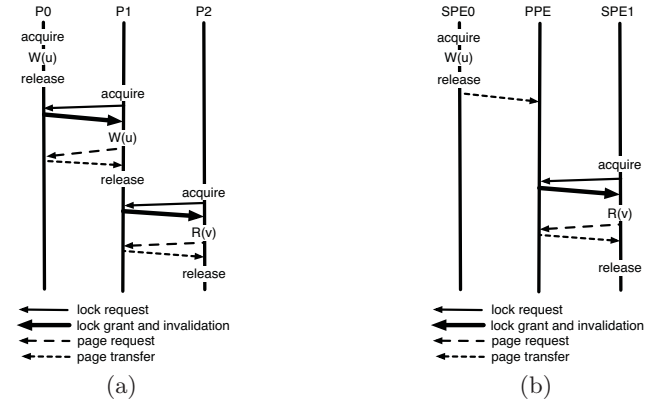 P0 P1 P2
acquire
W(u)
release
acquire
W(u)
release
acquire
R(v)
release
lock request
lock grant and invalidation
page request
page transfer
(a)
SPE0 PPE SPE1
acquire
W(u)
release
acquire
R(v)
release
lock request
lock grant and invalidation
page request
page transfer
(b)